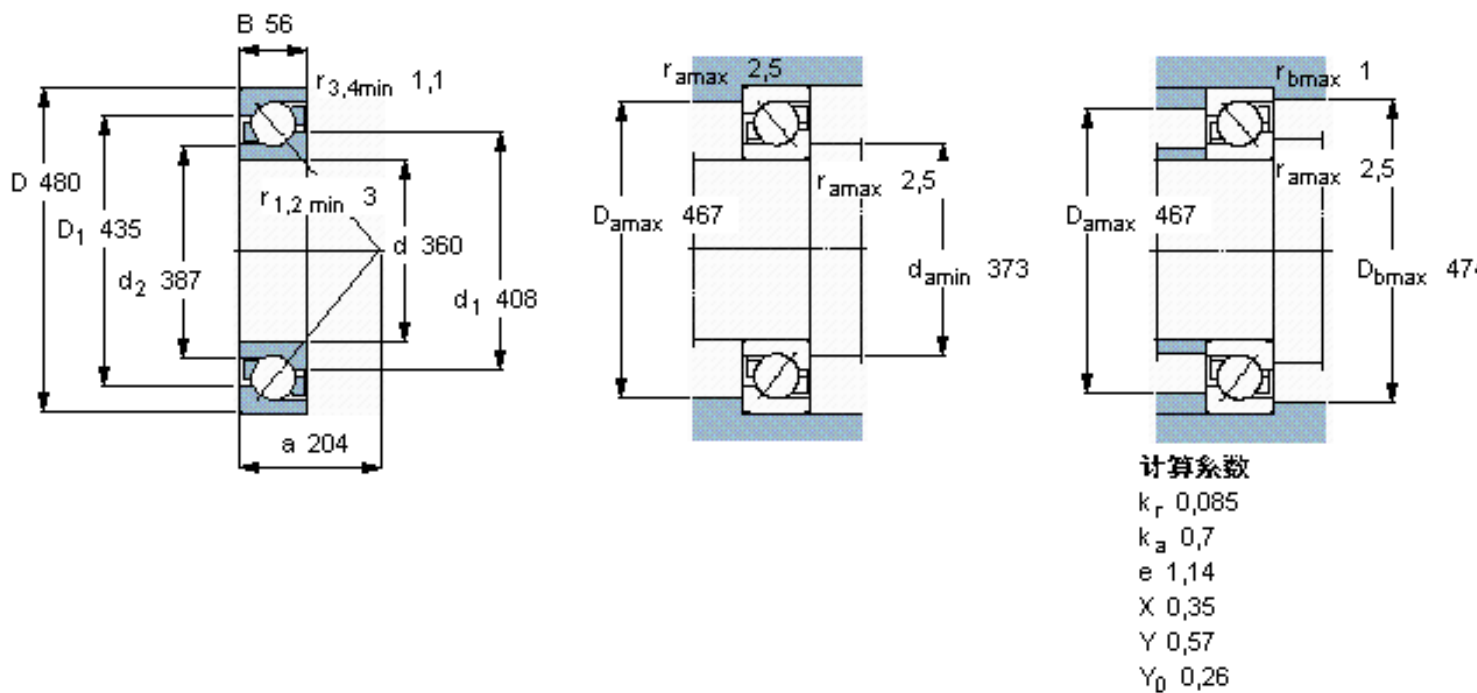 B 56
r3,4min 1,1
D 480
D1 435
d2 387
r1,2 min 3
d 360
d1 408
a 204
ramax 2,5
ramax 2,5
Damax 467
damin 373
rbmax 1
ramax 2,5
Damax 467
Dbmax 474
计算系数
kr 0,085
ka 0,7
e 1,14
X 0,35
Y 0,57
Y0 0,26